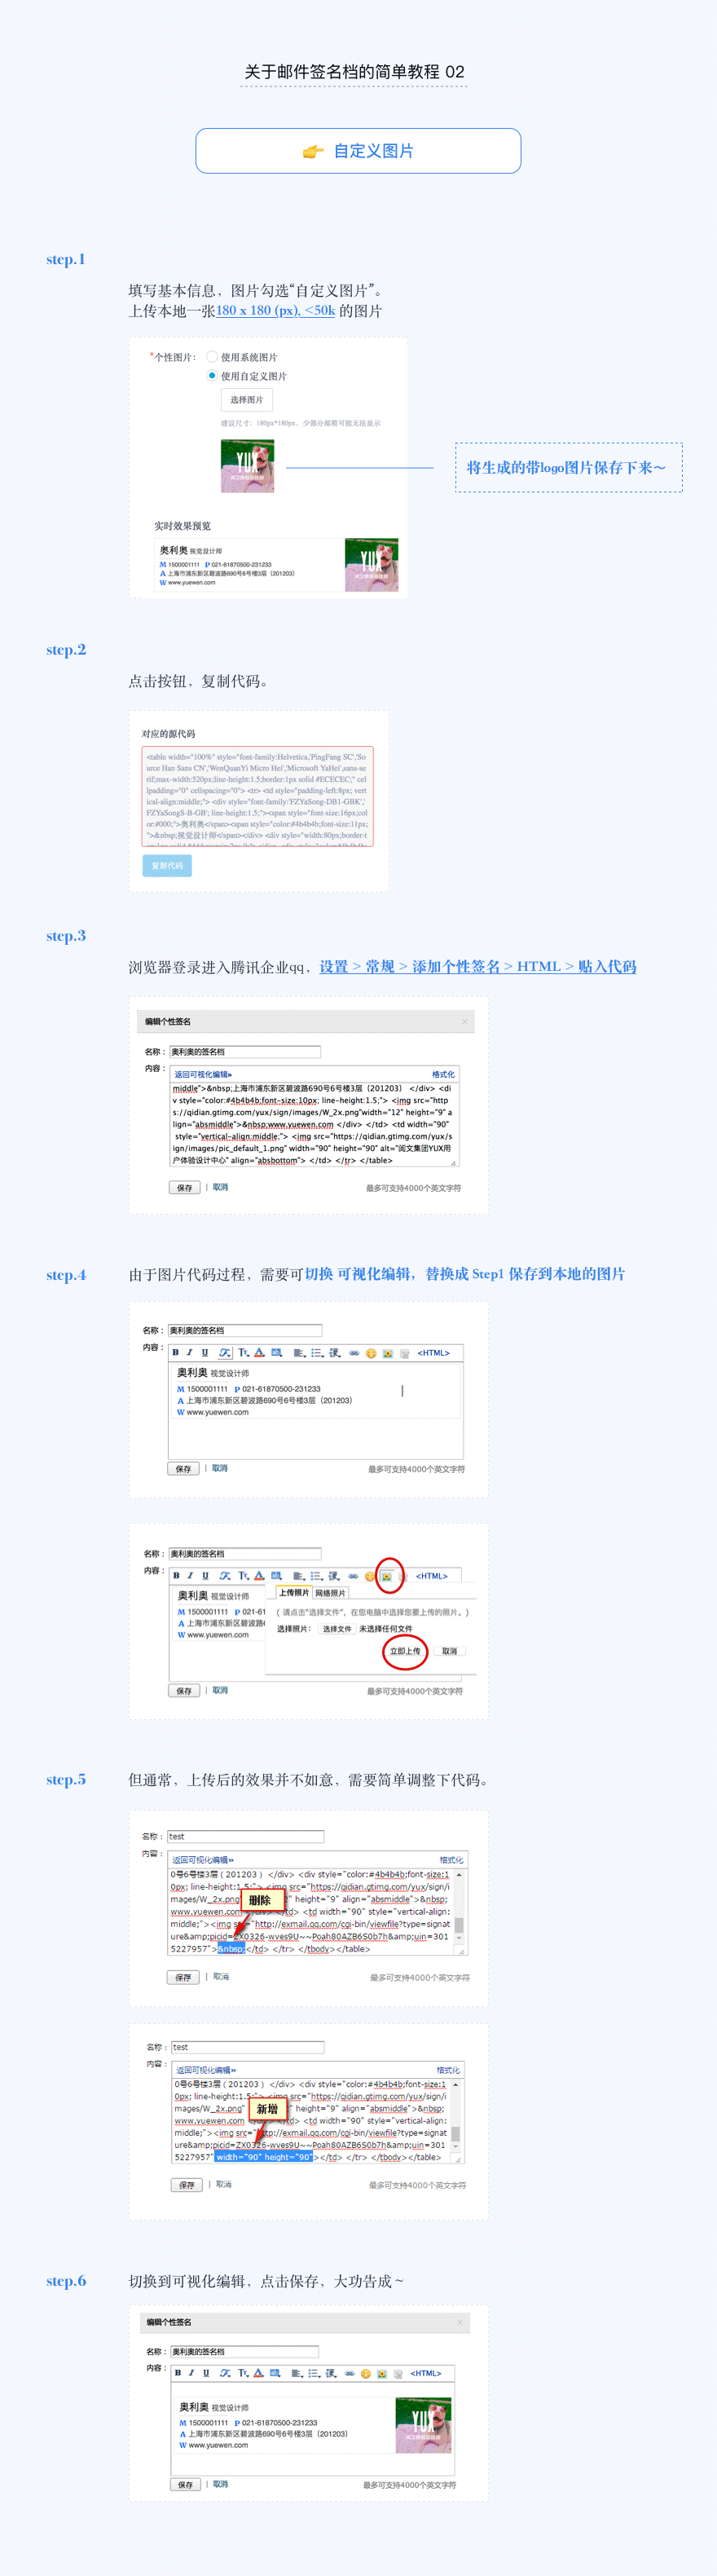 关于邮件签名档的简单教程 02
自定义图片
step.1
填写基本信息，图片勾选“自定义图片”。
上传本地一张180 x 180 (px), <50k 的图片
*个性图片： 使用系统图片
使用自定义图片
选择图片
建议尺寸：180px*180px，少部分邮箱可能无法显示
YUX
将生成的带logo图片保存下来～
实时效果预览
奥利奥 视觉设计师
M 1500001111 P 021-61870500-231233
A 上海市浦东新区碧波路690号6号楼3层（201203）
W www.yuewen.com
YUX
step.2
点击按钮，复制代码。
对应的源代码
<table width="100%" style="font-family:Helvetica,'PingFang SC','So
urce Han Sans CN','WenQuanYi Micro Hei','Microsoft YaHei',sans-se
rif;max-width:520px;line-height:1.5;border:1px solid #ECECEC;" cel
lpadding="0" cellspacing="0"> <tr> <td style="padding-left:8px; vert
ical-align:middle;"> <div style="font-family:'FZYaSong-DB1-GBK','
FZYaSongS-B-GB'; line-height:1.5;"><span style="font-size:16px;col
or:#000;">奥利奥</span><span style="color:#4b4b4b;font-size:11px;
">&nbsp;视觉设计师</span></div> <div style="width:80px;border-t
复制代码
step.3
浏览器登录进入腾讯企业qq，设置 > 常规 > 添加个性签名 > HTML > 贴入代码
编辑个性签名 ×
名称： 奥利奥的签名档
内容： 返回可视化编辑» 格式化
middle">&nbsp;上海市浦东新区碧波路690号6号楼3层（201203） </div> <di
v style="color:#4b4b4b;font-size:10px; line-height:1.5;"> <img src="http
s://qidian.gtimg.com/yux/sign/images/W_2x.png"width="12" height="9" a
lign="absmiddle">&nbsp;www.yuewen.com </div> </td> <td width="90"
style="vertical-align:middle;"> <img src="https://qidian.gtimg.com/yux/s
ign/images/pic_default_1.png" width="90" height="90" alt="阅文集团YUX用
户体验设计中心" align="absbottom"> </td> </tr> </table>
保存 | 取消 最多可支持4000个英文字符
step.4
由于图片代码过程，需要可切换 可视化编辑，替换成 Step1 保存到本地的图片
名称： 奥利奥的签名档
内容： B I U <HTML>
奥利奥 视觉设计师
M 1500001111 P 021-61870500-231233
A 上海市浦东新区碧波路690号6号楼3层（201203）
W www.yuewen.com
保存 | 取消 最多可支持4000个英文字符
名称： 奥利奥的签名档
内容： B I U <HTML>
奥利奥 视觉设计师
M 1500001111 P 021-61
A 上海市浦东新区碧波路6
W www.yuewen.com
上传照片 网络照片
( 请点击“选择文件”，在您电脑中选择您要上传的照片。)
选择照片： 选择文件 未选择任何文件
立即上传 取消
保存 | 取消 最多可支持4000个英文字符
step.5
但通常，上传后的效果并不如意，需要简单调整下代码。
名称： test
内容： 返回可视化编辑» 格式化
0号6号楼3层（201203）</div> <div style="color:#4b4b4b;font-size:1
0px; line-height:1.5;"> <img src="https://qidian.gtimg.com/yux/sign/i
mages/W_2x.png" height="9" align="absmiddle">&nbsp;
www.yuewen.com </div> </td> <td width="90" style="vertical-align:
middle;"><img src="http://exmail.qq.com/cgi-bin/viewfile?type=signat
ure&amp;picid=ZX0326-wves9U~~Poah80AZB6S0b7h&amp;uin=301
5227957">&nbsp;</td> </tr> </tbody></table>
删除
保存 | 取消 最多可支持4000个英文字符
名称： test
内容： 返回可视化编辑» 格式化
0号6号楼3层（201203）</div> <div style="color:#4b4b4b;font-size:1
0px; line-height:1.5;"> <img src="https://qidian.gtimg.com/yux/sign/i
mages/W_2x.png" height="9" align="absmiddle">&nbsp;
www.yuewen.com </div> </td> <td width="90" style="vertical-align:
middle;"><img src="http://exmail.qq.com/cgi-bin/viewfile?type=signat
ure&amp;picid=ZX0326-wves9U~~Poah80AZB6S0b7h&amp;uin=301
5227957" width="90" height="90"></td> </tr> </tbody></table>
新增
保存 | 取消 最多可支持4000个英文字符
step.6
切换到可视化编辑，点击保存，大功告成～
编辑个性签名 ×
名称： 奥利奥的签名档
内容： B I U <HTML>
奥利奥 视觉设计师
M 1500001111 P 021-61870500-231233
A 上海市浦东新区碧波路690号6号楼3层（201203）
W www.yuewen.com
YUX
保存 | 取消 最多可支持4000个英文字符